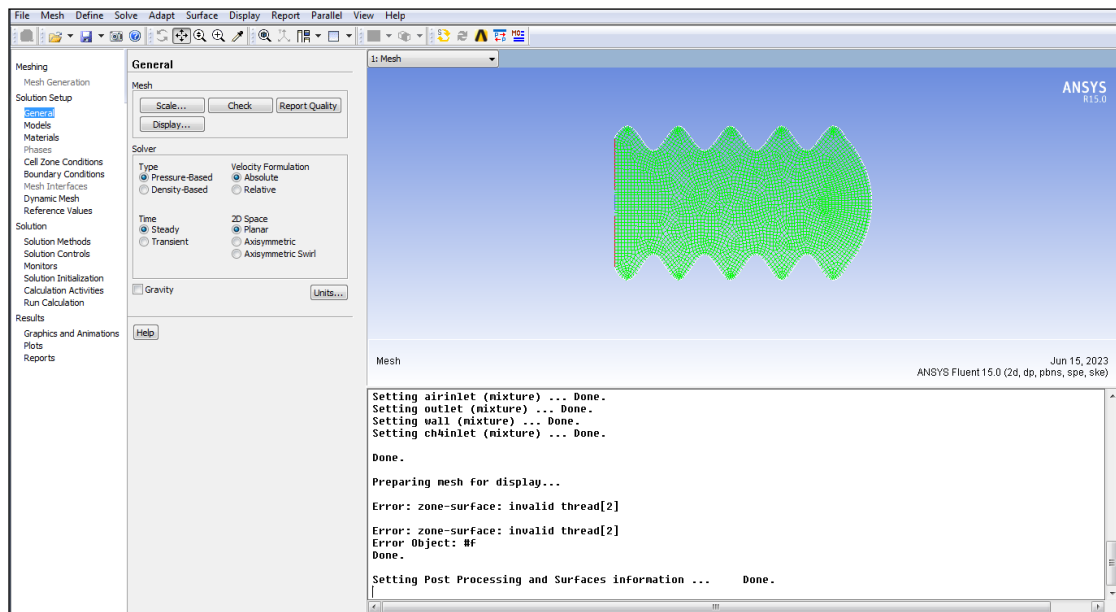 File Mesh Define Solve Adapt Surface Display Report Parallel View Help
1: Mesh
Meshing
Mesh Generation
Solution Setup
General
Models
Materials
Phases
Cell Zone Conditions
Boundary Conditions
Mesh Interfaces
Dynamic Mesh
Reference Values
Solution
Solution Methods
Solution Controls
Monitors
Solution Initialization
Calculation Activities
Run Calculation
Results
Graphics and Animations
Plots
Reports
General
Mesh
Scale... Check Report Quality
Display...
Solver
Type Velocity Formulation
Pressure-Based Absolute
Density-Based Relative
Time 2D Space
Steady Planar
Transient Axisymmetric
Axisymmetric Swirl
Gravity Units...
Help
ANSYS
R15.0
Mesh Jun 15, 2023
ANSYS Fluent 15.0 (2d, dp, pbns, spe, ske)
Setting airinlet (mixture) ... Done.
Setting outlet (mixture) ... Done.
Setting wall (mixture) ... Done.
Setting ch4inlet (mixture) ... Done.
Done.
Preparing mesh for display...
Error: zone-surface: invalid thread[2]
Error: zone-surface: invalid thread[2]
Error Object: #f
Done.
Setting Post Processing and Surfaces information ... Done.